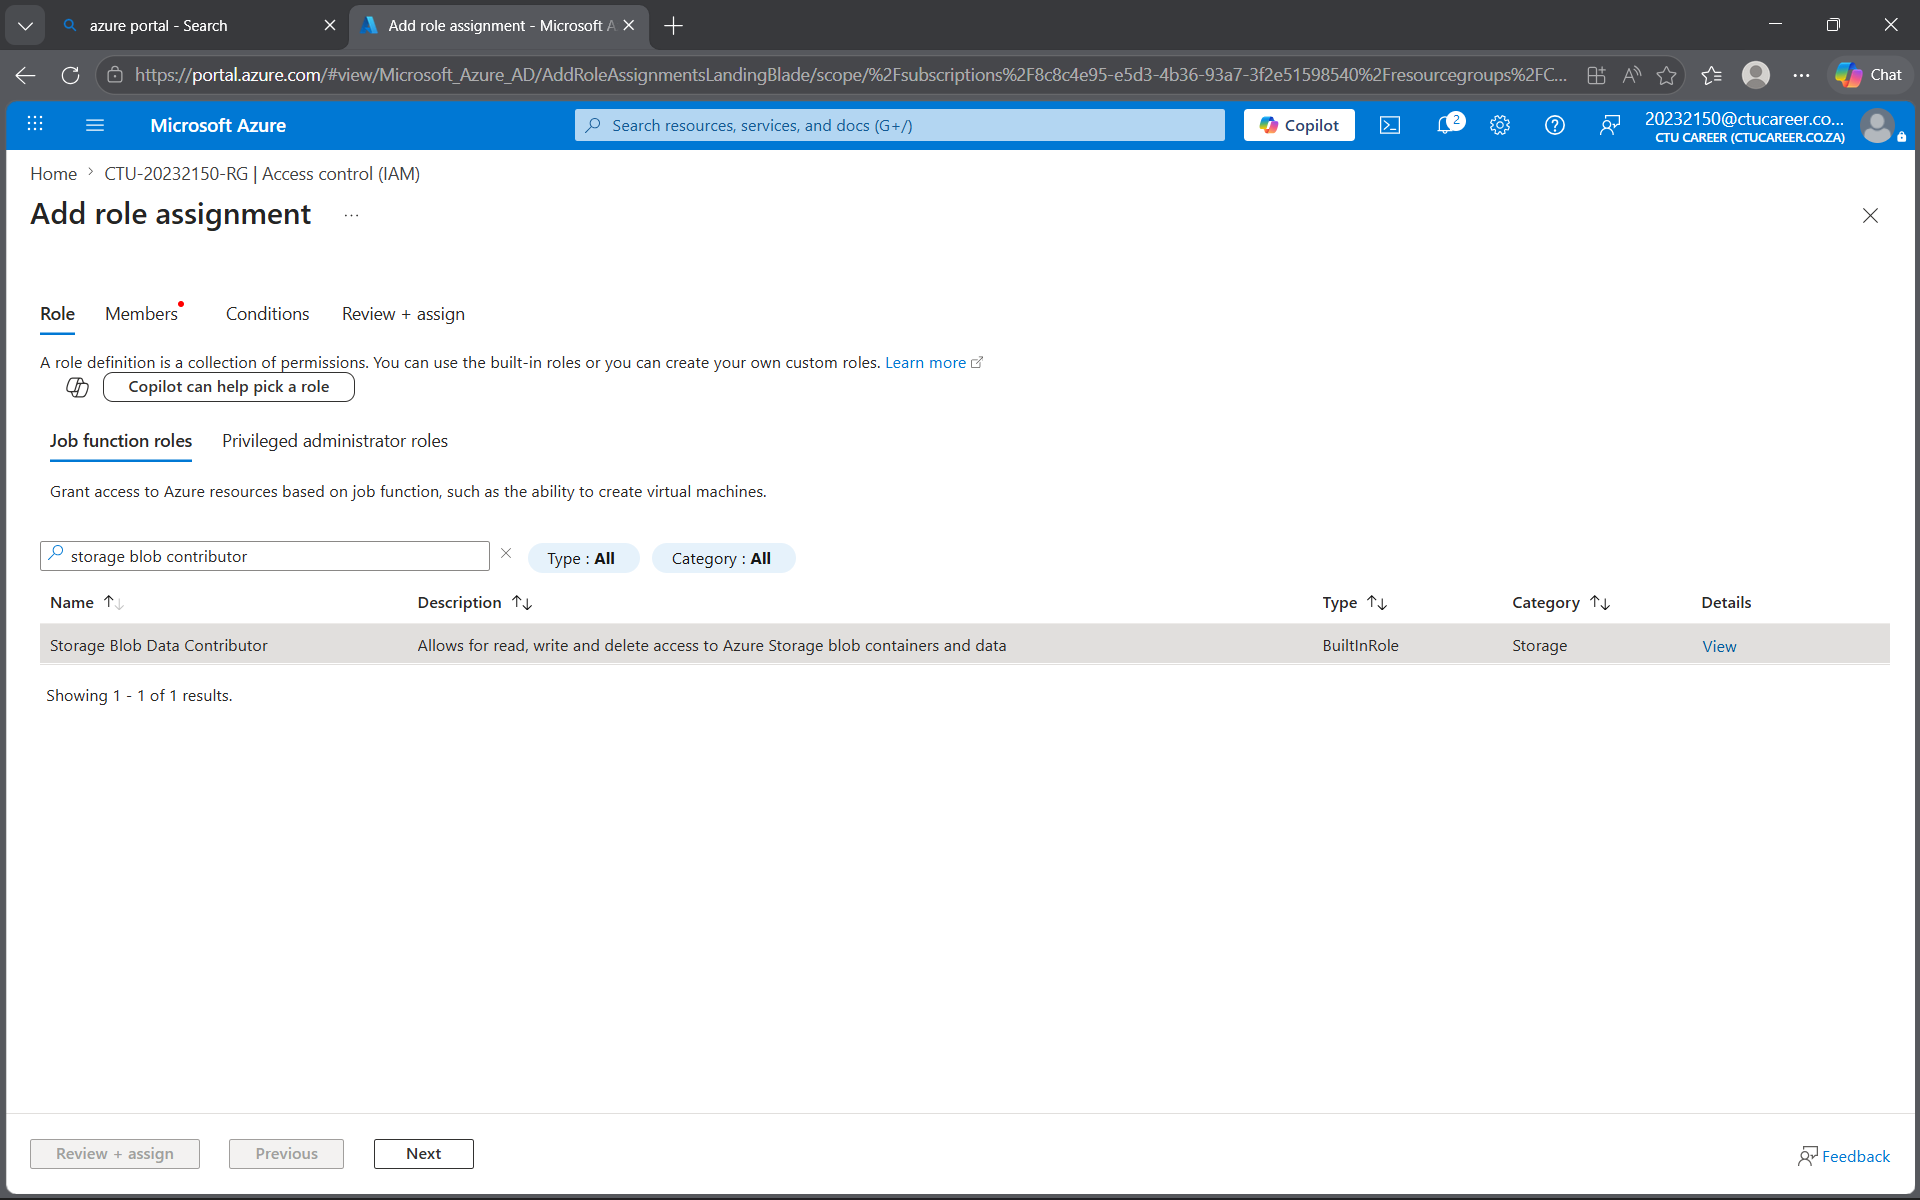 azure portal - Search
Add role assignment - Microsoft A
https://portal.azure.com/#view/Microsoft_Azure_AD/AddRoleAssignmentsLandingBlade/scope/%2Fsubscriptions%2F8c8c4e95-e5d3-4b36-93a7-3f2e51598540%2Fresourcegroups%2FC...
Chat
Microsoft Azure
Search resources, services, and docs (G+/)
Copilot
2
20232150@ctucareer.co...
CTU CAREER (CTUCAREER.CO.ZA)
Home > CTU-20232150-RG | Access control (IAM)
Add role assignment ...
Role Members Conditions Review + assign
A role definition is a collection of permissions. You can use the built-in roles or you can create your own custom roles. Learn more
Copilot can help pick a role
Job function roles Privileged administrator roles
Grant access to Azure resources based on job function, such as the ability to create virtual machines.
storage blob contributor
Type : All
Category : All
Name Description Type Category Details
Storage Blob Data Contributor Allows for read, write and delete access to Azure Storage blob containers and data BuiltInRole Storage View
Showing 1 - 1 of 1 results.
Review + assign
Previous
Next
Feedback